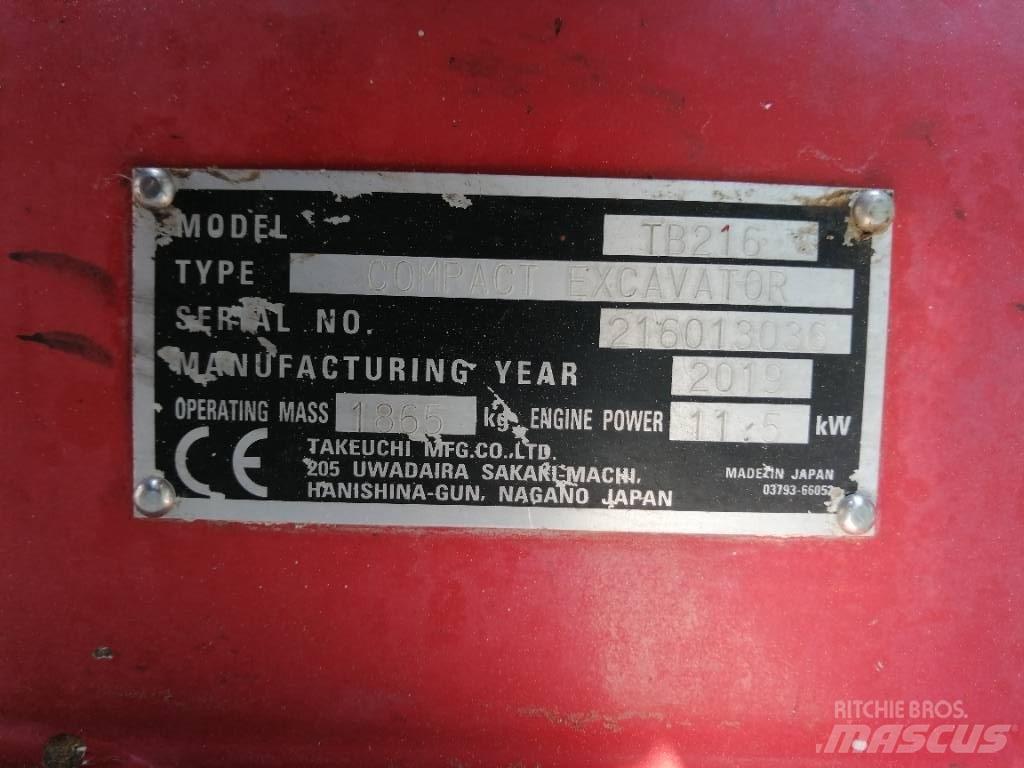 MODEL TB216
TYPE COMPACT EXCAVATOR
SERIAL NO. 216013036
MANUFACTURING YEAR 2019
OPERATING MASS 1865 kg ENGINE POWER 11.5 kW
CE TAKEUCHI MFG.CO.,LTD.
205 UWADAIRA SAKAKI-MACHI,
HANISHINA-GUN, NAGANO JAPAN
MADE IN JAPAN
03793-66052
RITCHIE BROS.
MASCUS